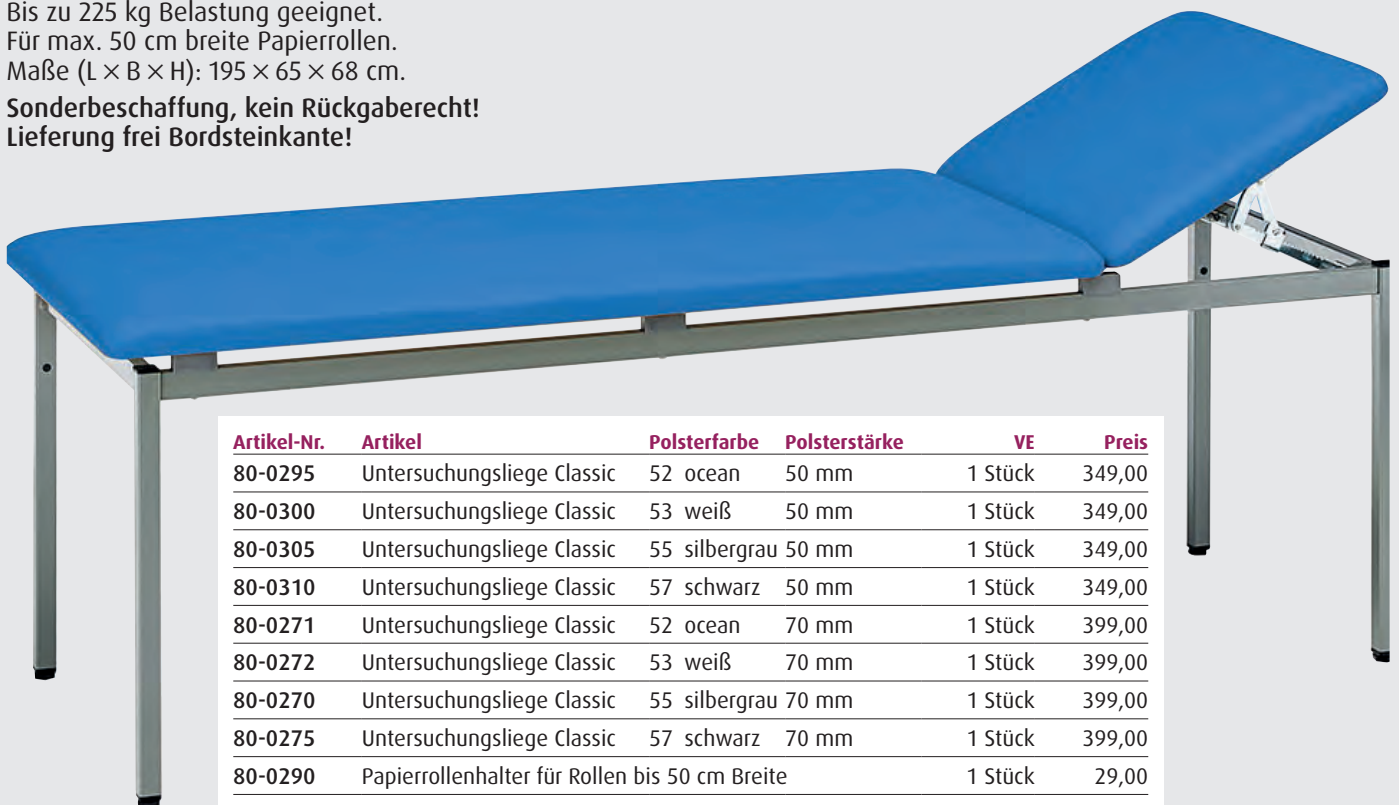 Bis zu 225 kg Belastung geeignet.
Für max. 50 cm breite Papierrollen.
Maße (L × B × H): 195 × 65 × 68 cm.
Sonderbeschaffung, kein Rückgaberecht!
Lieferung frei Bordsteinkante!
Artikel-Nr. Artikel Polsterfarbe Polsterstärke VE Preis
80-0295 Untersuchungsliege Classic 52 ocean 50 mm 1 Stück 349,00
80-0300 Untersuchungsliege Classic 53 weiß 50 mm 1 Stück 349,00
80-0305 Untersuchungsliege Classic 55 silbergrau 50 mm 1 Stück 349,00
80-0310 Untersuchungsliege Classic 57 schwarz 50 mm 1 Stück 349,00
80-0271 Untersuchungsliege Classic 52 ocean 70 mm 1 Stück 399,00
80-0272 Untersuchungsliege Classic 53 weiß 70 mm 1 Stück 399,00
80-0270 Untersuchungsliege Classic 55 silbergrau 70 mm 1 Stück 399,00
80-0275 Untersuchungsliege Classic 57 schwarz 70 mm 1 Stück 399,00
80-0290 Papierrollenhalter für Rollen bis 50 cm Breite 1 Stück 29,00